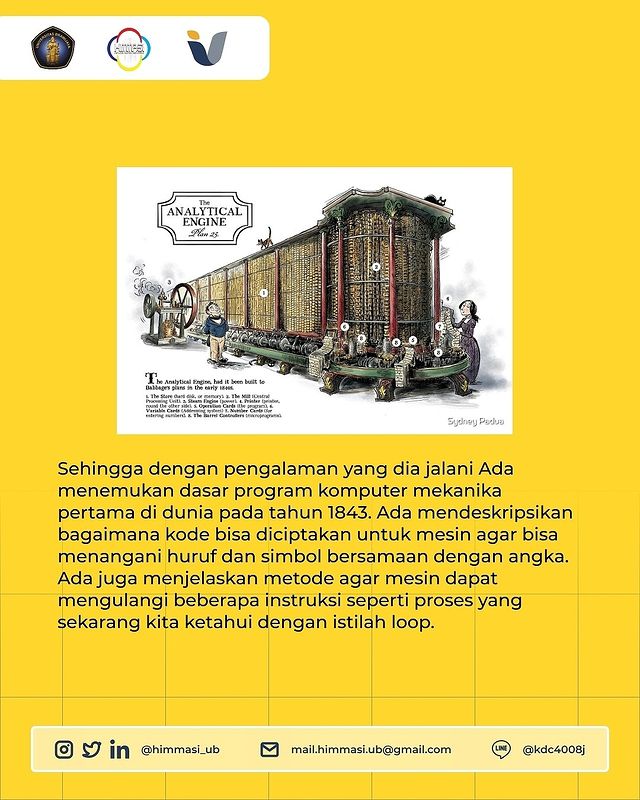 UNIVERSITAS BRAWIJAYA
The
ANALYTICAL
ENGINE
Plan 25.
The Analytical Engine, had it been built to
Babbage's plans in the early 1840s.
1. The Store (hard disk, or memory). 2. The Mill (Central
Processing Unit). 3. Steam Engine (power). 4. Printer (printer,
round the other side). 5. Operation Cards (the program). 6.
Variable Cards (Addressing system) 7. Number Cards (for
entering numbers). 8. The Barrel Controllers (microprograms).
Sydney Padua
Sehingga dengan pengalaman yang dia jalani Ada
menemukan dasar program komputer mekanika
pertama di dunia pada tahun 1843. Ada mendeskripsikan
bagaimana kode bisa diciptakan untuk mesin agar bisa
menangani huruf dan simbol bersamaan dengan angka.
Ada juga menjelaskan metode agar mesin dapat
mengulangi beberapa instruksi seperti proses yang
sekarang kita ketahui dengan istilah loop.
@himmasi_ub
mail.himmasi.ub@gmail.com
LINE
@kdc4008j